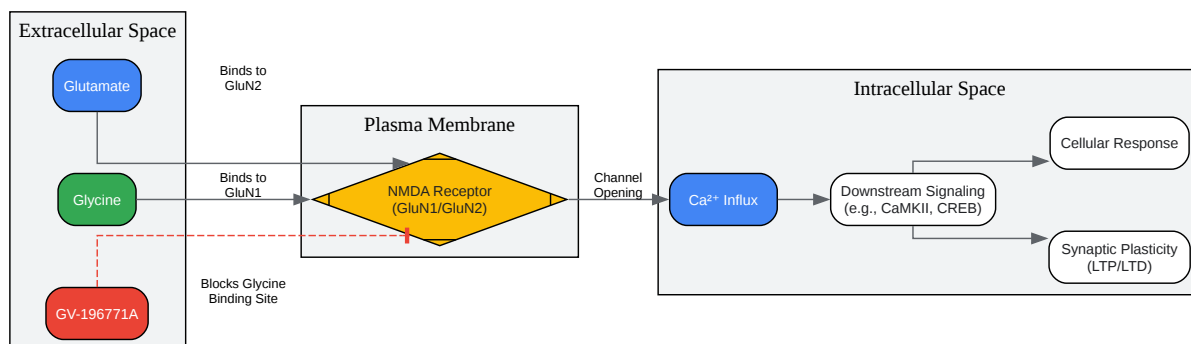 Extracellular Space
Glutamate
Binds to
GluN2
Glycine
Binds to
GluN1
GV-196771A
Blocks Glycine
Binding Site
Plasma Membrane
NMDA Receptor
(GluN1/GluN2)
Channel
Opening
Intracellular Space
Ca²⁺ Influx
Downstream Signaling
(e.g., CaMKII, CREB)
Cellular Response
Synaptic Plasticity
(LTP/LTD)